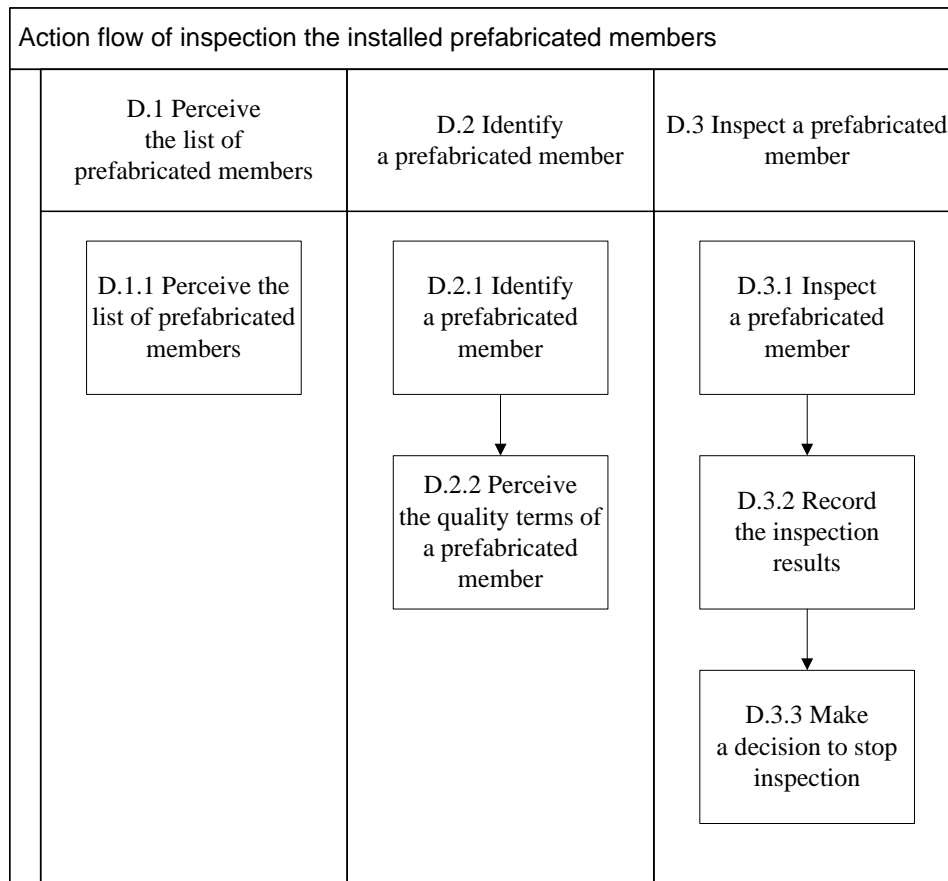 Action flow of inspection the installed prefabricated members
D.1 Perceive
the list of
prefabricated members
D.2 Identify
a prefabricated member
D.3 Inspect a prefabricated
member
D.1.1 Perceive the
list of prefabricated
members
D.2.1 Identify
a prefabricated
member
D.3.1 Inspect
a prefabricated
member
D.2.2 Perceive
the quality terms of
a prefabricated
member
D.3.2 Record
the inspection
results
D.3.3 Make
a decision to stop
inspection